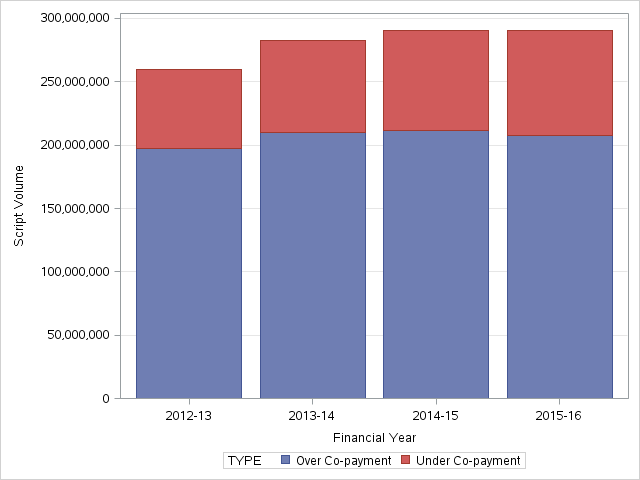 300,000,000
250,000,000
200,000,000
150,000,000
100,000,000
50,000,000
0
Script Volume
2012-13 2013-14 2014-15 2015-16
Financial Year
TYPE Over Co-payment Under Co-payment